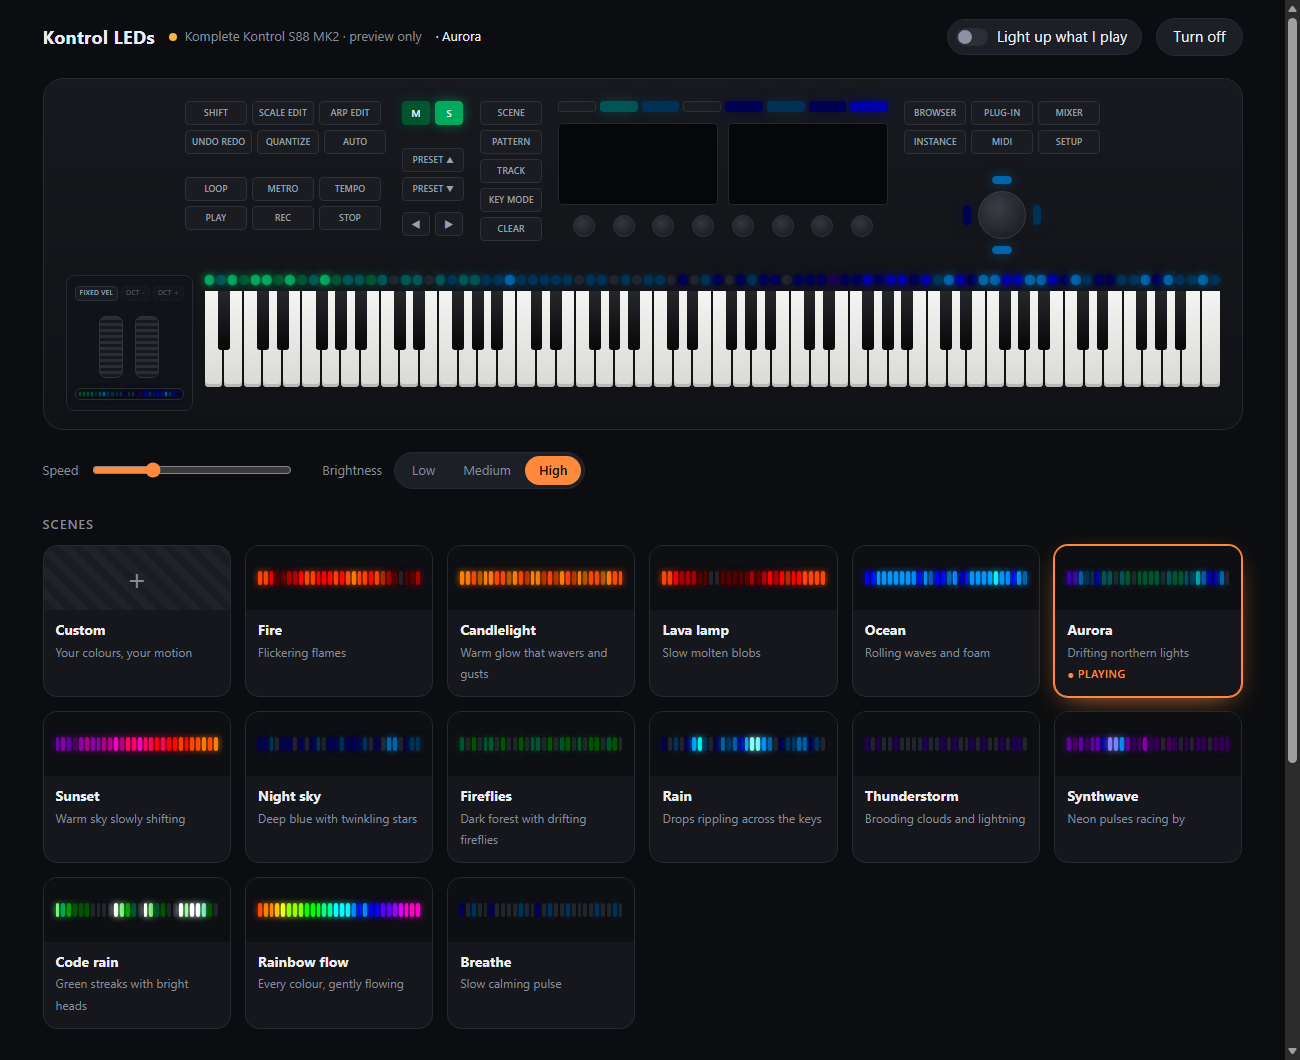 Kontrol LEDs
Komplete Kontrol S88 MK2 · preview only · Aurora
Light up what I play
Turn off
SHIFT SCALE EDIT ARP EDIT M S SCENE BROWSER PLUG-IN MIXER
UNDO REDO QUANTIZE AUTO PATTERN INSTANCE MIDI SETUP
PRESET ▲ TRACK
LOOP METRO TEMPO PRESET ▼ KEY MODE
PLAY REC STOP ◀ ▶ CLEAR
FIXED VEL OCT - OCT +
Speed Brightness Low Medium High
SCENES
+
Custom
Your colours, your motion
Fire
Flickering flames
Candlelight
Warm glow that wavers and
gusts
Lava lamp
Slow molten blobs
Ocean
Rolling waves and foam
Aurora
Drifting northern lights
● PLAYING
Sunset
Warm sky slowly shifting
Night sky
Deep blue with twinkling stars
Fireflies
Dark forest with drifting
fireflies
Rain
Drops rippling across the keys
Thunderstorm
Brooding clouds and lightning
Synthwave
Neon pulses racing by
Code rain
Green streaks with bright
heads
Rainbow flow
Every colour, gently flowing
Breathe
Slow calming pulse